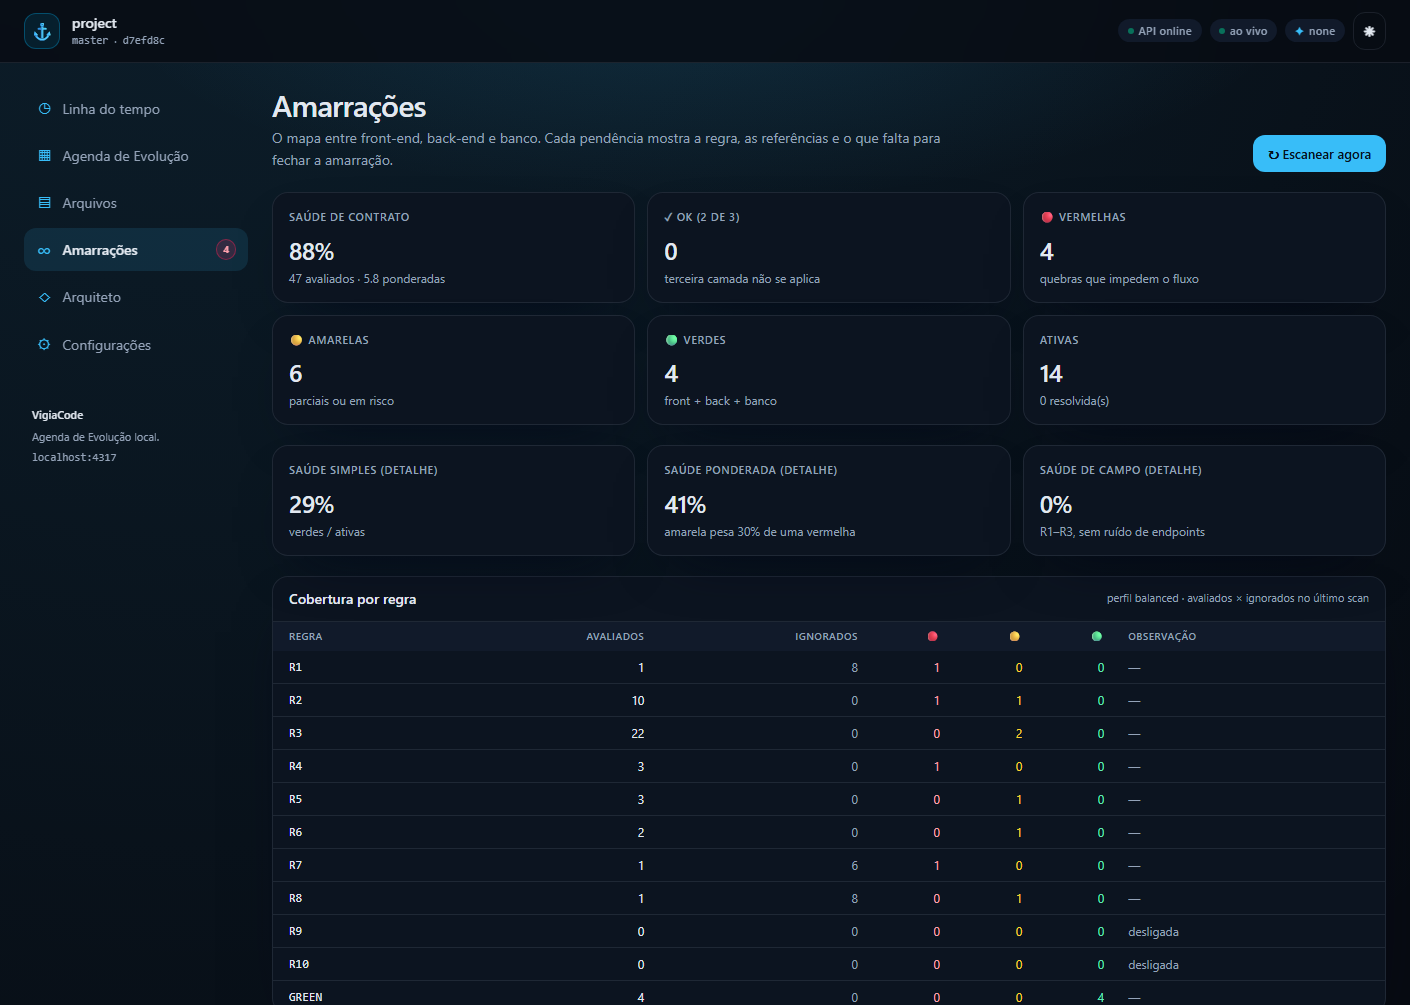 project
master · d7efd8c
API online
ao vivo
none
Linha do tempo
Agenda de Evolução
Arquivos
Amarrações 4
Arquiteto
Configurações
VigiaCode
Agenda de Evolução local.
localhost:4317
Amarrações
O mapa entre front-end, back-end e banco. Cada pendência mostra a regra, as referências e o que falta para
fechar a amarração.
↻ Escanear agora
SAÚDE DE CONTRATO
88%
47 avaliados · 5.8 ponderadas
✓ OK (2 DE 3)
0
terceira camada não se aplica
VERMELHAS
4
quebras que impedem o fluxo
AMARELAS
6
parciais ou em risco
VERDES
4
front + back + banco
ATIVAS
14
0 resolvida(s)
SAÚDE SIMPLES (DETALHE)
29%
verdes / ativas
SAÚDE PONDERADA (DETALHE)
41%
amarela pesa 30% de uma vermelha
SAÚDE DE CAMPO (DETALHE)
0%
R1–R3, sem ruído de endpoints
Cobertura por regra
perfil balanced · avaliados × ignorados no último scan
REGRA AVALIADOS IGNORADOS OBSERVAÇÃO
R1 1 8 1 0 0 —
R2 10 0 1 1 0 —
R3 22 0 0 2 0 —
R4 3 0 1 0 0 —
R5 3 0 0 1 0 —
R6 2 0 0 1 0 —
R7 1 6 1 0 0 —
R8 1 8 0 1 0 —
R9 0 0 0 0 0 desligada
R10 0 0 0 0 0 desligada
GREEN 4 0 0 0 4 —